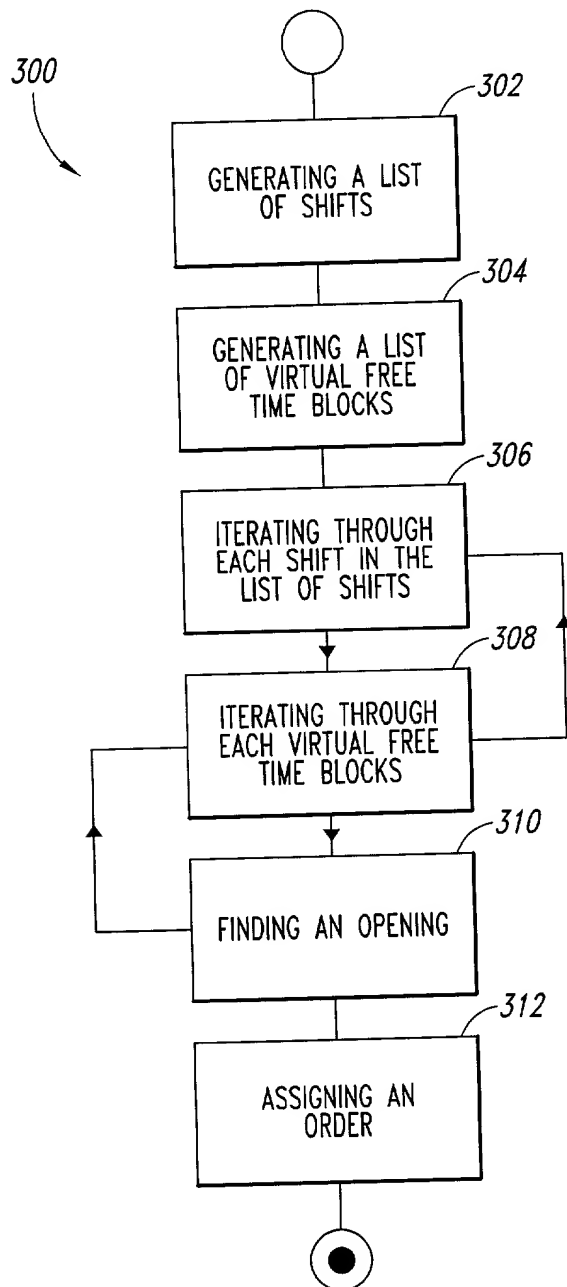 300
302
GENERATING A LIST
OF SHIFTS
304
GENERATING A LIST
OF VIRTUAL FREE
TIME BLOCKS
306
ITERATING THROUGH
EACH SHIFT IN THE
LIST OF SHIFTS
308
ITERATING THROUGH
EACH VIRTUAL FREE
TIME BLOCKS
310
FINDING AN OPENING
312
ASSIGNING AN
ORDER